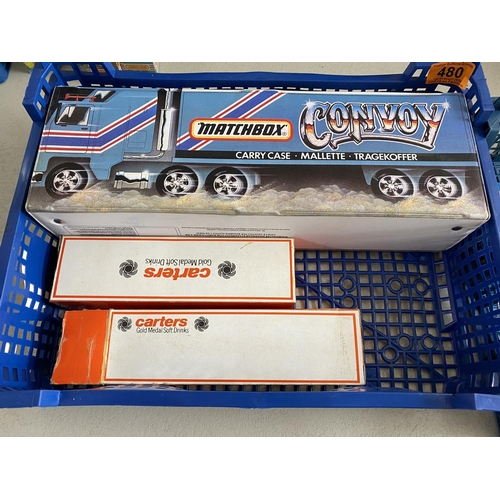 480
MATCHBOX
CONVOY
CARRY CASE · MALLETTE · TRAGEKOFFER
carters
Gold Medal Soft Drinks
carters
Gold Medal Soft Drinks